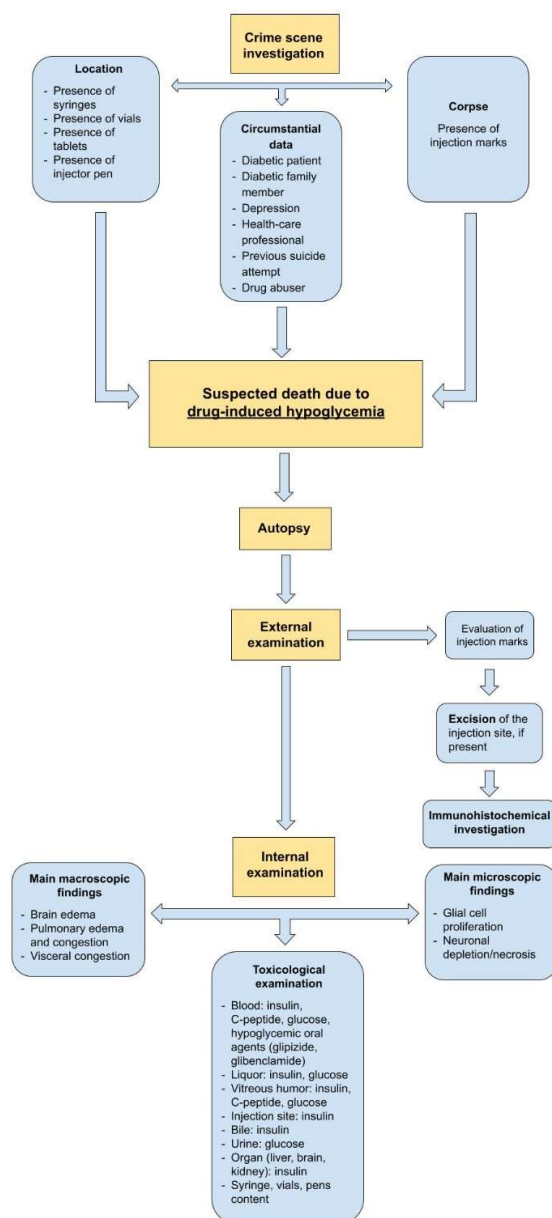 Crime scene
investigation
Location
- Presence of
syringes
- Presence of vials
- Presence of
tablets
- Presence of
injector pen
Circumstantial
data
- Diabetic patient
- Diabetic family
member
- Depression
- Health-care
professional
- Previous suicide
attempt
- Drug abuser
Corpse
Presence of
injection marks
Suspected death due to
drug-induced hypoglycemia
Autopsy
External
examination
Evaluation of
injection marks
Excision of the
injection site, if
present
Immunohistochemical
investigation
Internal
examination
Main macroscopic
findings
- Brain edema
- Pulmonary edema
and congestion
- Visceral congestion
Main microscopic
findings
- Glial cell
proliferation
- Neuronal
depletion/necrosis
Toxicological
examination
- Blood: insulin,
C-peptide, glucose,
hypoglycemic oral
agents (glipizide,
glibenclamide)
- Liquor: insulin, glucose
- Vitreous humor: insulin,
C-peptide, glucose
- Injection site: insulin
- Bile: insulin
- Urine: glucose
- Organ (liver, brain,
kidney): insulin
- Syringe, vials, pens
content